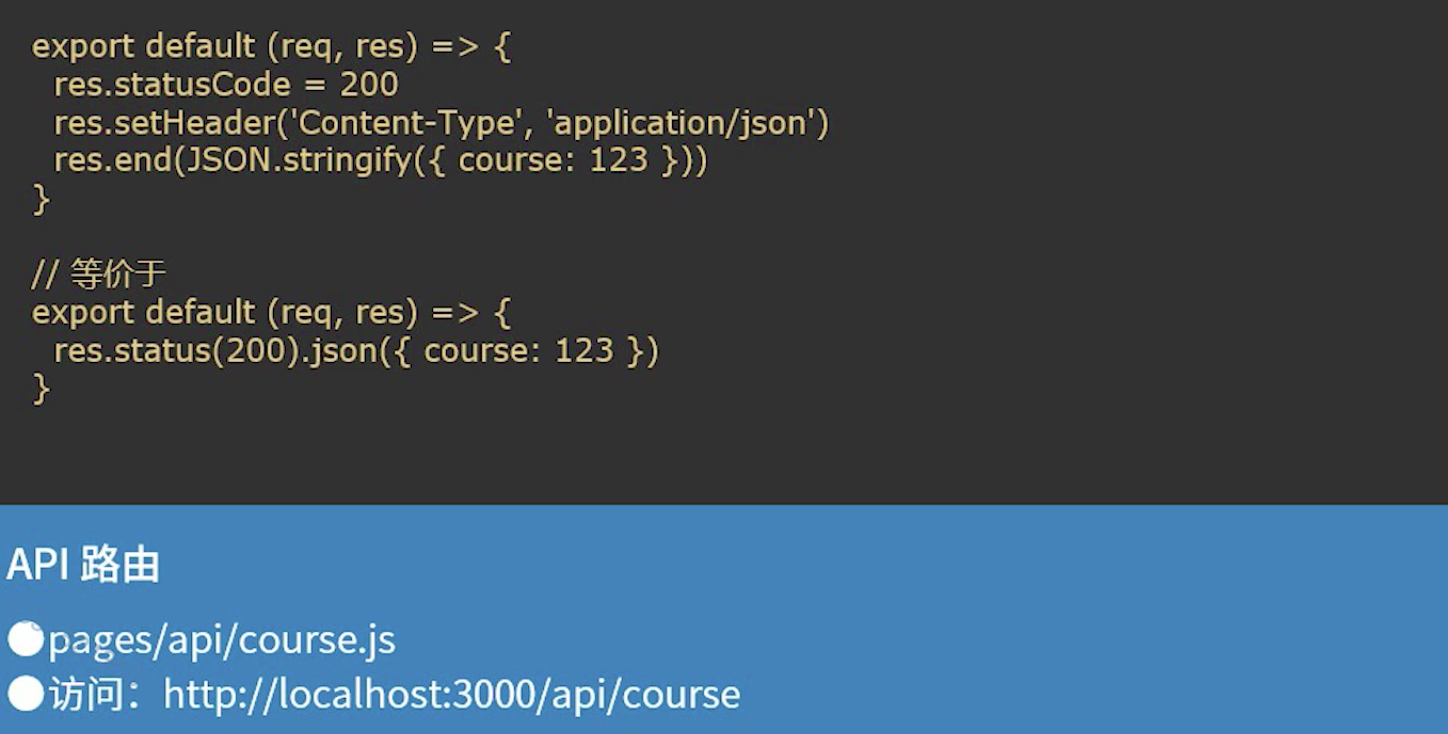 export default (req, res) => {
  res.statusCode = 200
  res.setHeader('Content-Type', 'application/json')
  res.end(JSON.stringify({ course: 123 }))
}
// 等价于
export default (req, res) => {
  res.status(200).json({ course: 123 })
}
API 路由
pages/api/course.js
访问：http://localhost:3000/api/course